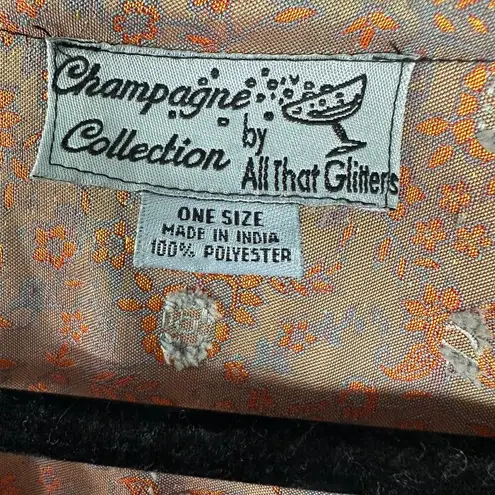 Champagne
Collection by
All That Glitters
ONE SIZE
MADE IN INDIA
100% POLYESTER